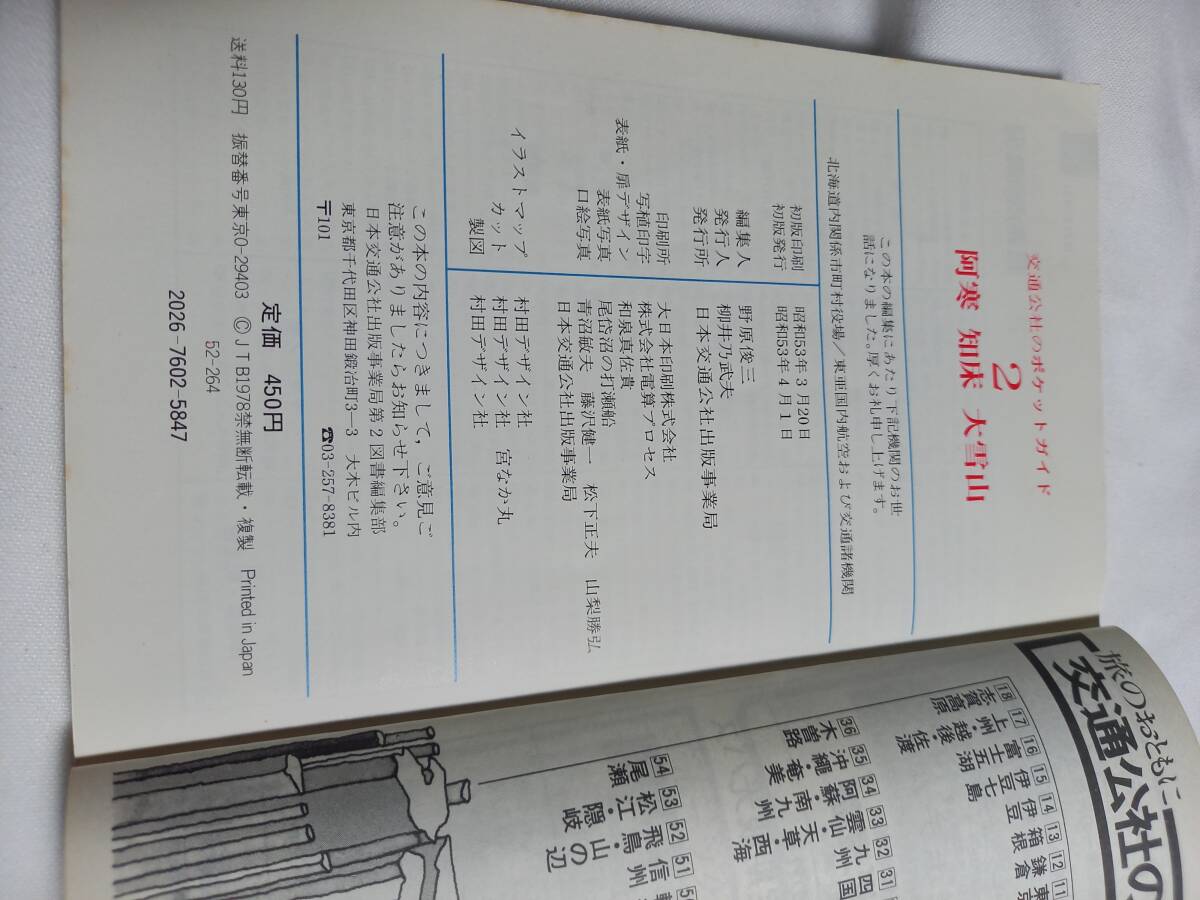 交通公社のポケットガイド
2
阿寒 知床 大雪山
この本の編集にあたり下記機関のお世
話になりました。厚くお礼申し上げます。
北海道内関係市町村役場／東亜国内航空および交通諸機関
初版印刷 昭和53年3月20日
初版発行 昭和53年4月1日
編集人 野原俊三
発行人 柳井乃武夫
発行所 日本交通公社出版事業局
印刷所 大日本印刷株式会社
写植印字 株式会社電算プロセス
表紙・扉デザイン 和泉真佐貴
表紙写真 尾岱沼の打瀬船
口絵写真 青沼敏夫 藤沢健一 松下正夫 山梨勝弘
日本交通公社出版事業局
イラストマップ 村田デザイン社
カット 村田デザイン社 宮なか丸
製図 村田デザイン社
この本の内容につきまして，ご意見ご
注意がありましたらお知らせ下さい。
日本交通公社出版事業局第2図書編集部
東京都千代田区神田鍛冶町3―3 大木ビル内
〒101 ☎03-257-8381
定価 450円
送料130円 振替番号東京0-29403 ⒸJTB1978禁無断転載・複製 Printed in Japan
52-264
2026-7602-5847
旅のおともに
交通公社の
11 東
12 鎌倉
13 箱根
14 伊豆
15 伊豆七島
16 富士五湖
17 上州・越後・佐渡
18 志賀高原
31 四国
32 九州
33 雲仙・天草・西海
34 阿蘇・南九州
35 沖縄・奄美
36 木曽路
51 信州
52 飛鳥・山の辺
53 松江・隠岐
54 尾瀬